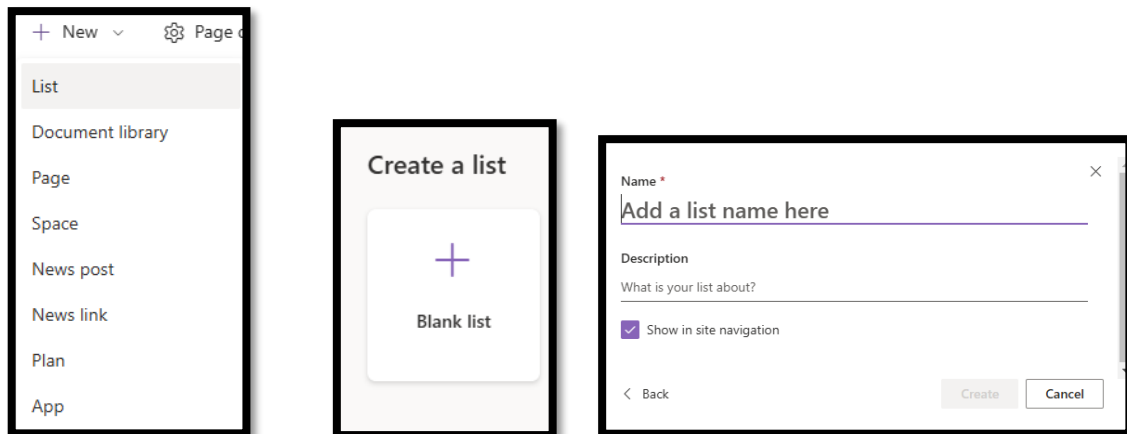 New Page
List
Document library
Page
Space
News post
News link
Plan
App
Create a list
Blank list
Name *
Add a list name here
Description
What is your list about?
Show in site navigation
Back Create Cancel